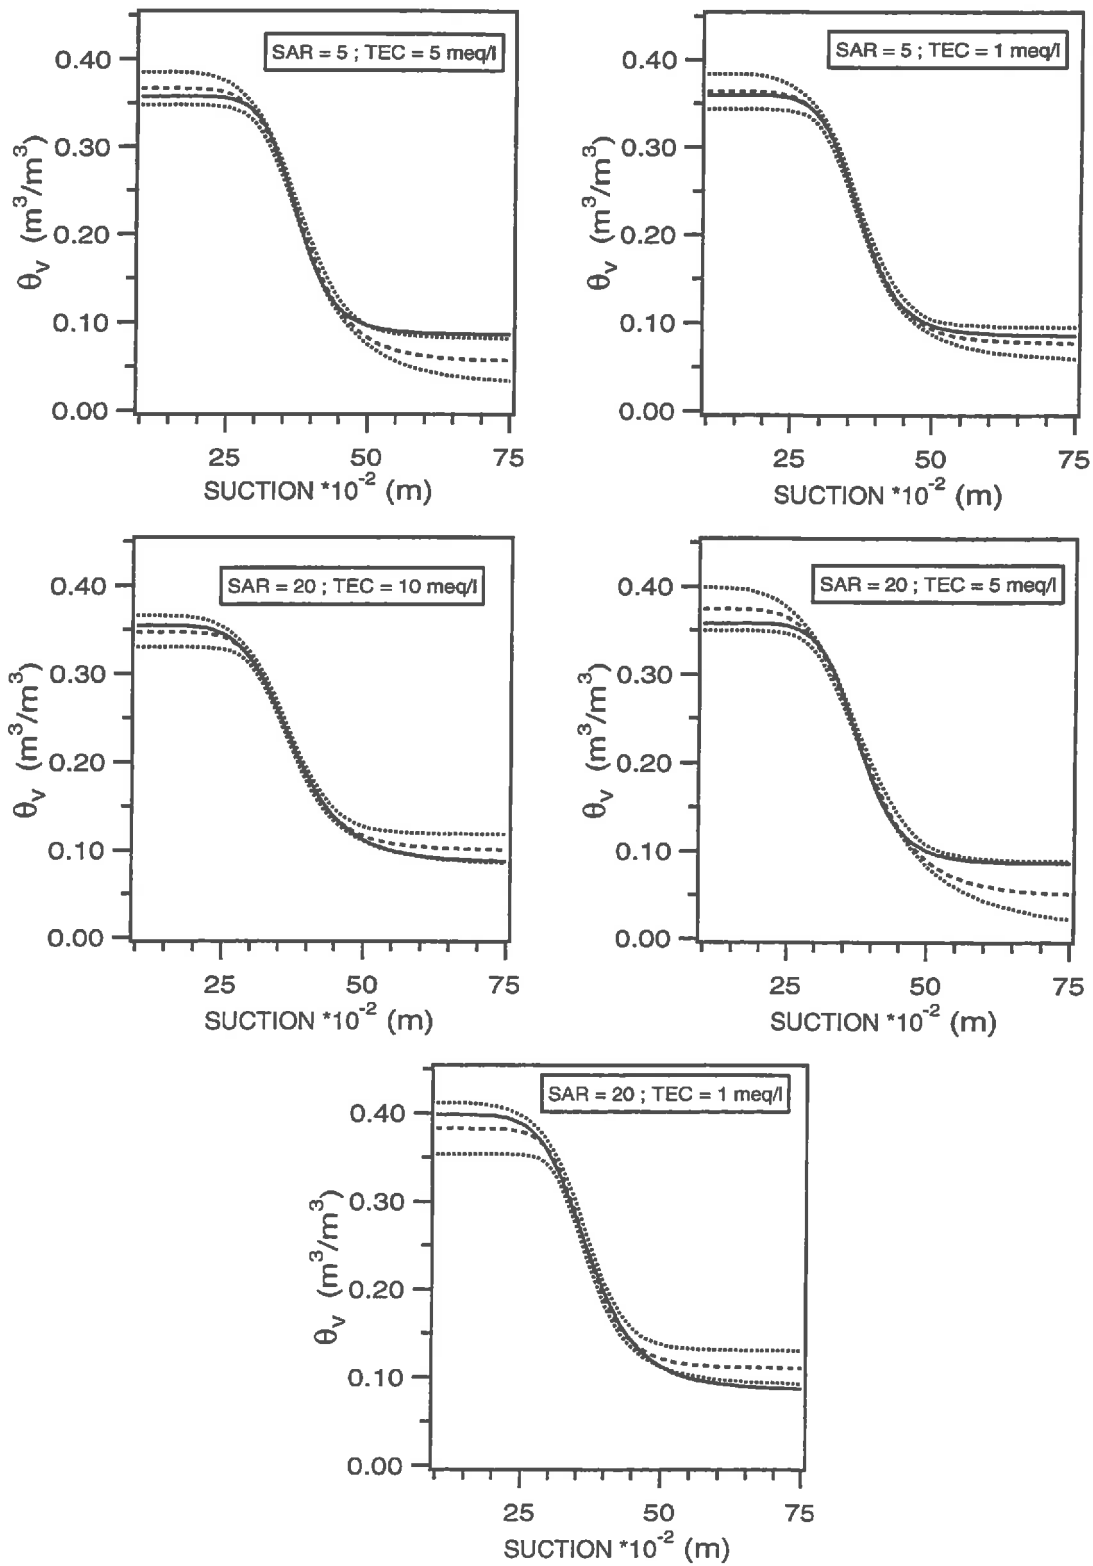 SAR = 5 ; TEC = 5 meq/l
0.40
0.30
0.20
0.10
0.00
θv (m³/m³)
25 50 75
SUCTION *10⁻² (m)
SAR = 5 ; TEC = 1 meq/l
0.40
0.30
0.20
0.10
0.00
θv (m³/m³)
25 50 75
SUCTION *10⁻² (m)
SAR = 20 ; TEC = 10 meq/l
0.40
0.30
0.20
0.10
0.00
θv (m³/m³)
25 50 75
SUCTION *10⁻² (m)
SAR = 20 ; TEC = 5 meq/l
0.40
0.30
0.20
0.10
0.00
θv (m³/m³)
25 50 75
SUCTION *10⁻² (m)
SAR = 20 ; TEC = 1 meq/l
0.40
0.30
0.20
0.10
0.00
θv (m³/m³)
25 50 75
SUCTION *10⁻² (m)